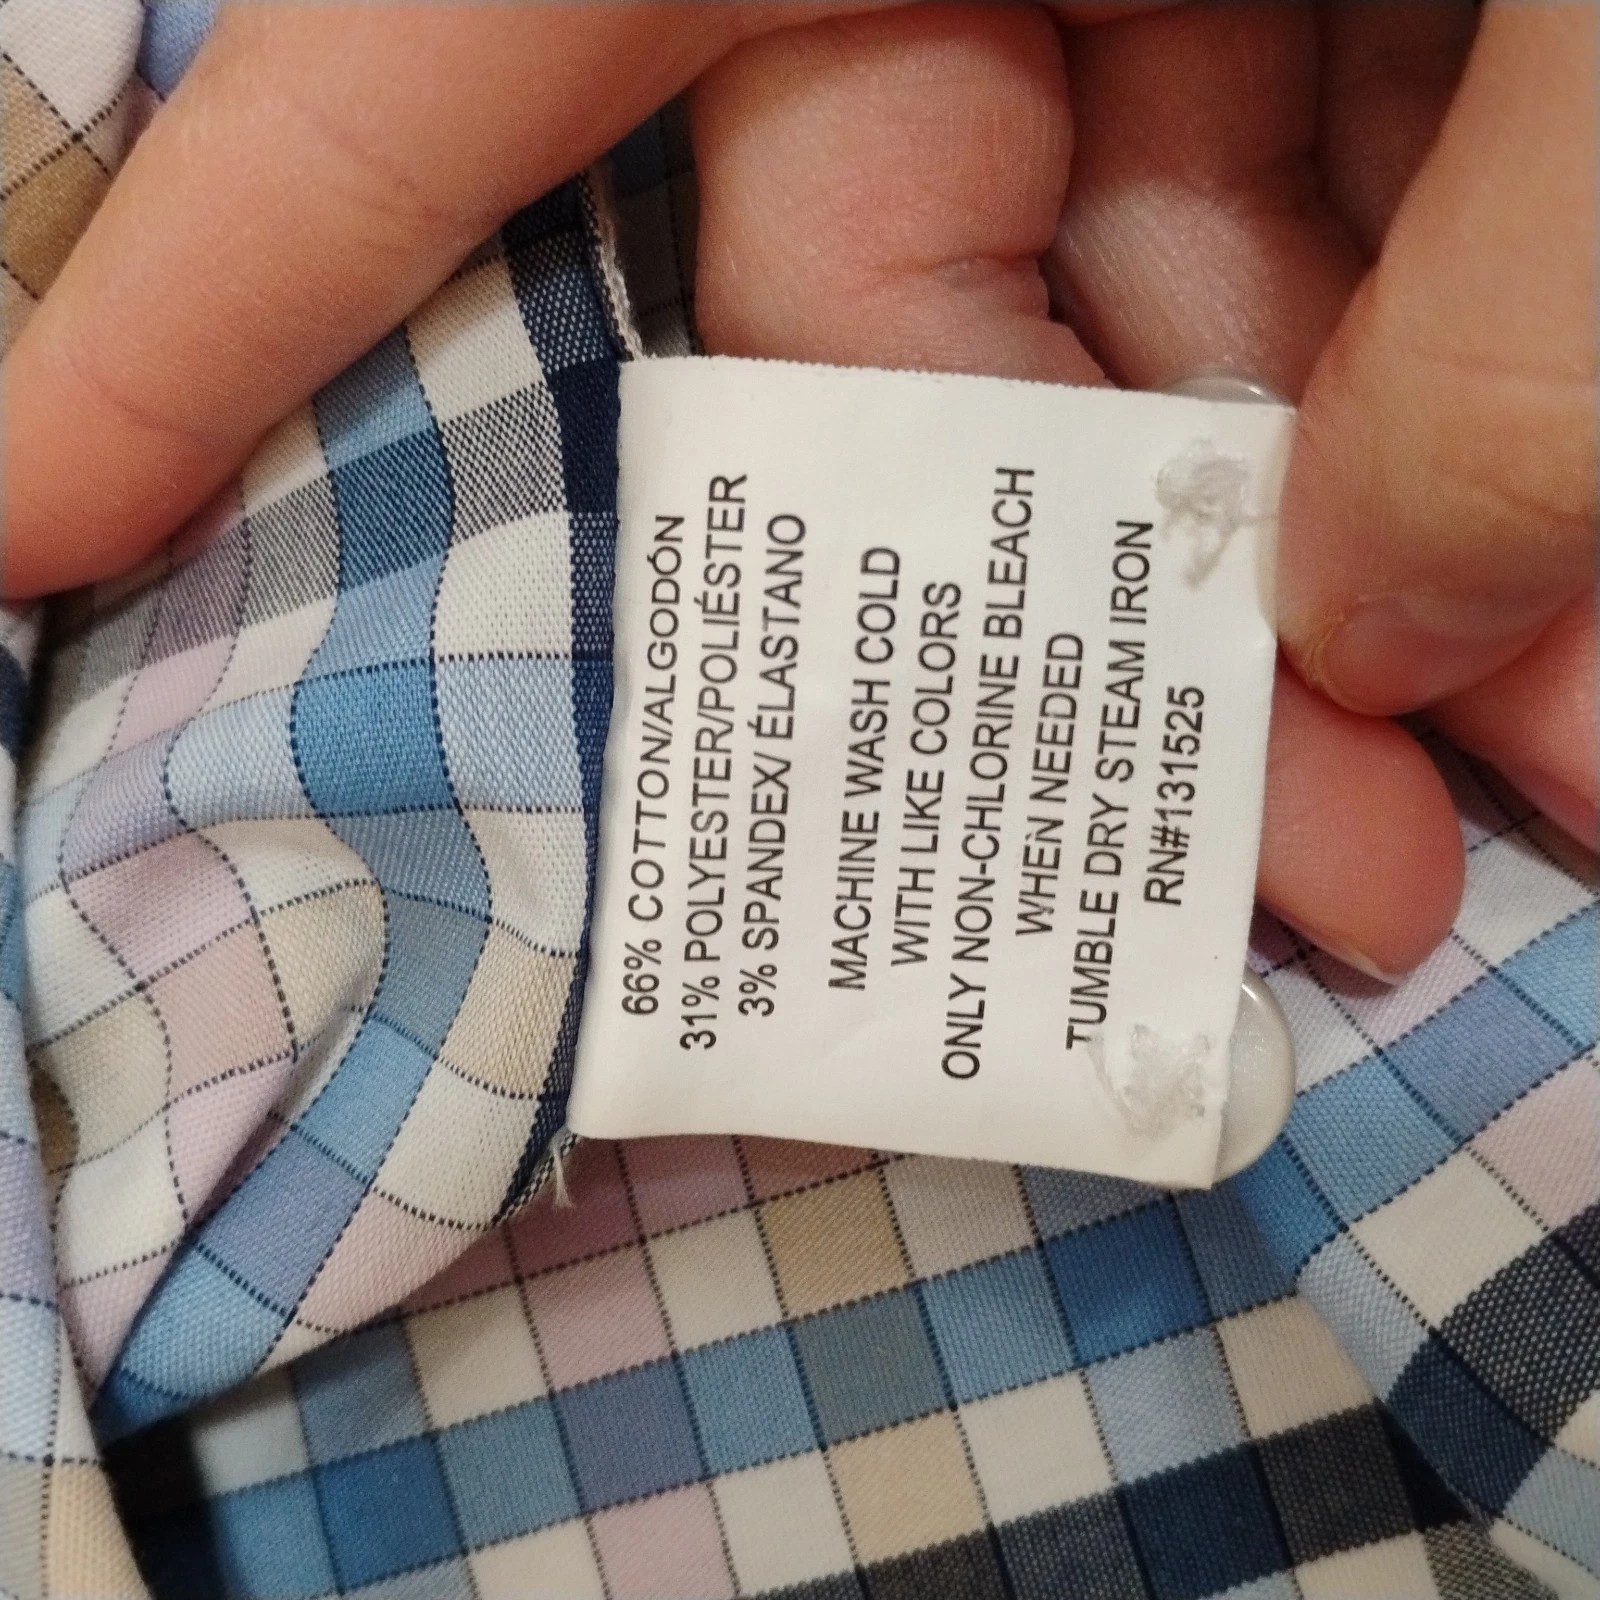 66% COTTON/ALGODÓN
31% POLYESTER/POLIÉSTER
3% SPANDEX/ ÉLASTANO
MACHINE WASH COLD
WITH LIKE COLORS
ONLY NON-CHLORINE BLEACH
WHEN NEEDED
TUMBLE DRY STEAM IRON
RN#131525